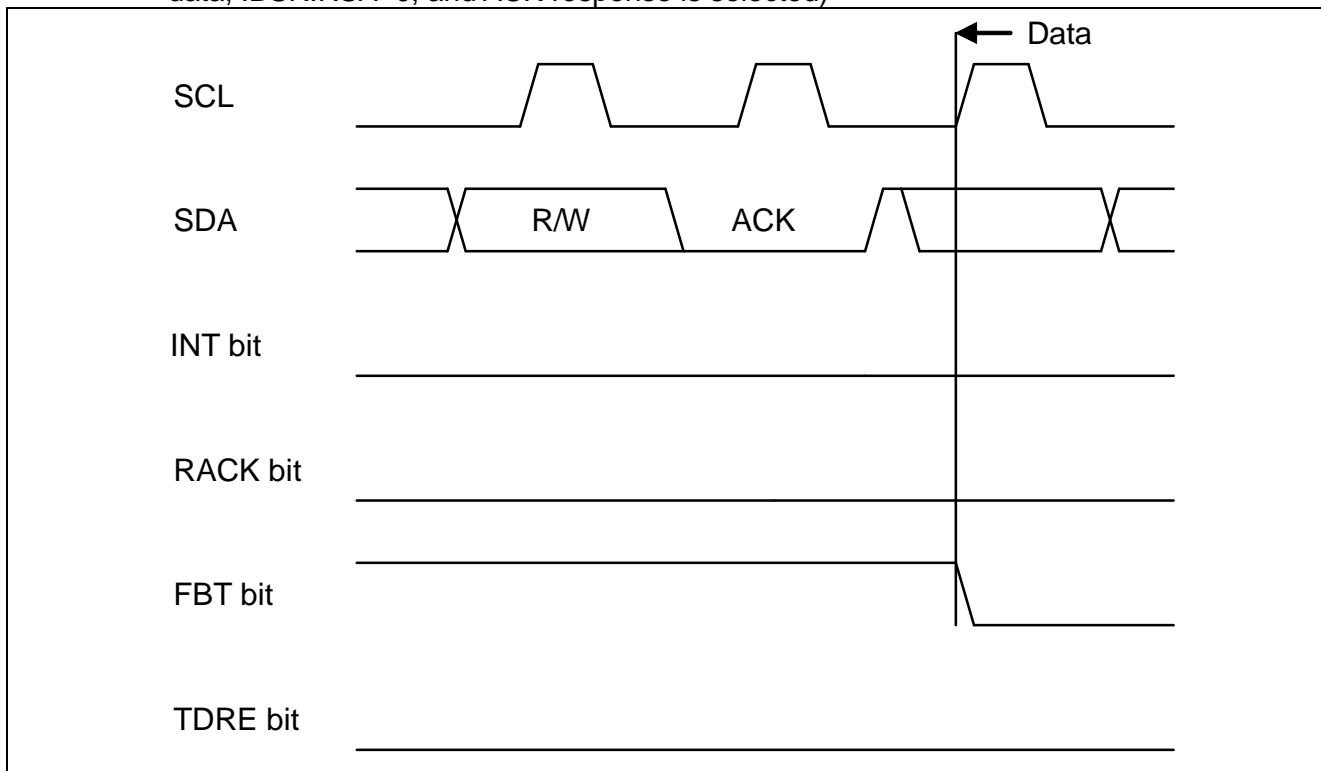 Data
SCL
SDA R/W ACK
INT bit
RACK bit
FBT bit
TDRE bit